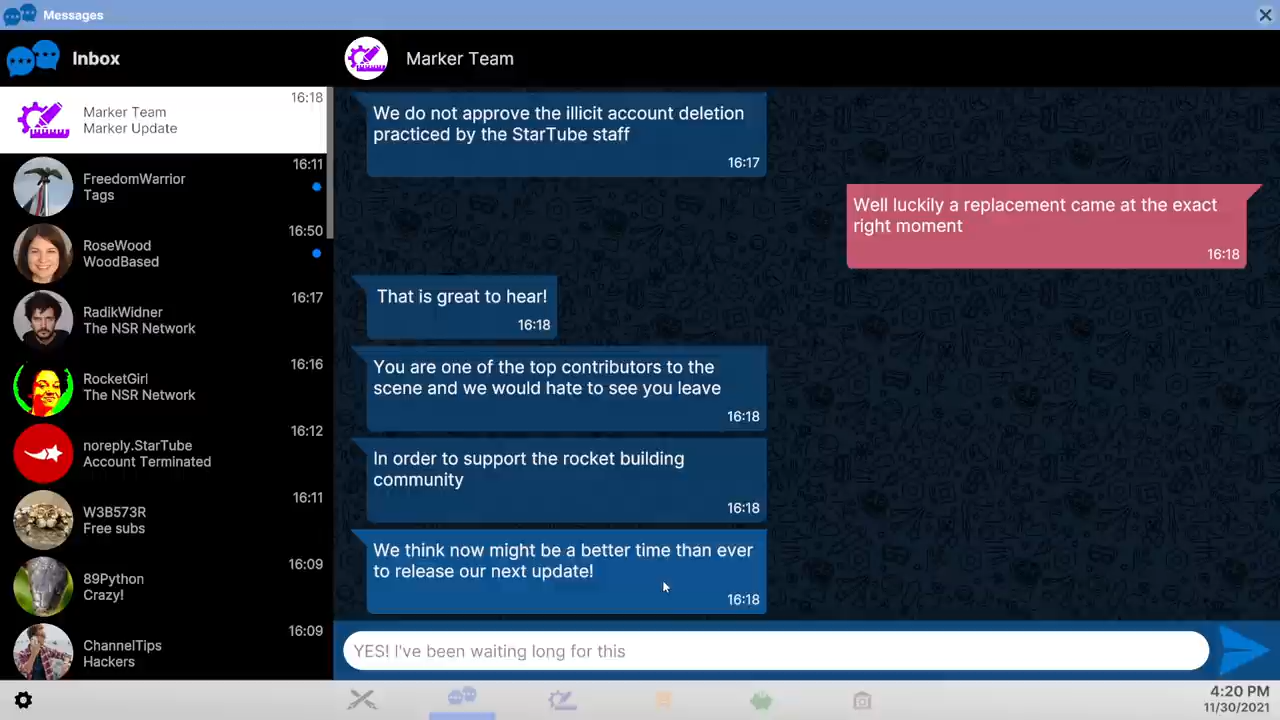 Messages
Inbox
Marker Team
16:18
Marker Team
Marker Update
16:11
FreedomWarrior
Tags
16:50
RoseWood
WoodBased
16:17
RadikWidner
The NSR Network
16:16
RocketGirl
The NSR Network
16:12
noreply.StarTube
Account Terminated
16:11
W3B573R
Free subs
16:09
89Python
Crazy!
16:09
ChannelTips
Hackers
We do not approve the illicit account deletion
practiced by the StarTube staff
16:17
Well luckily a replacement came at the exact
right moment
16:18
That is great to hear!
16:18
You are one of the top contributors to the
scene and we would hate to see you leave
16:18
In order to support the rocket building
community
16:18
We think now might be a better time than ever
to release our next update!
16:18
YES! I've been waiting long for this
4:20 PM
11/30/2021